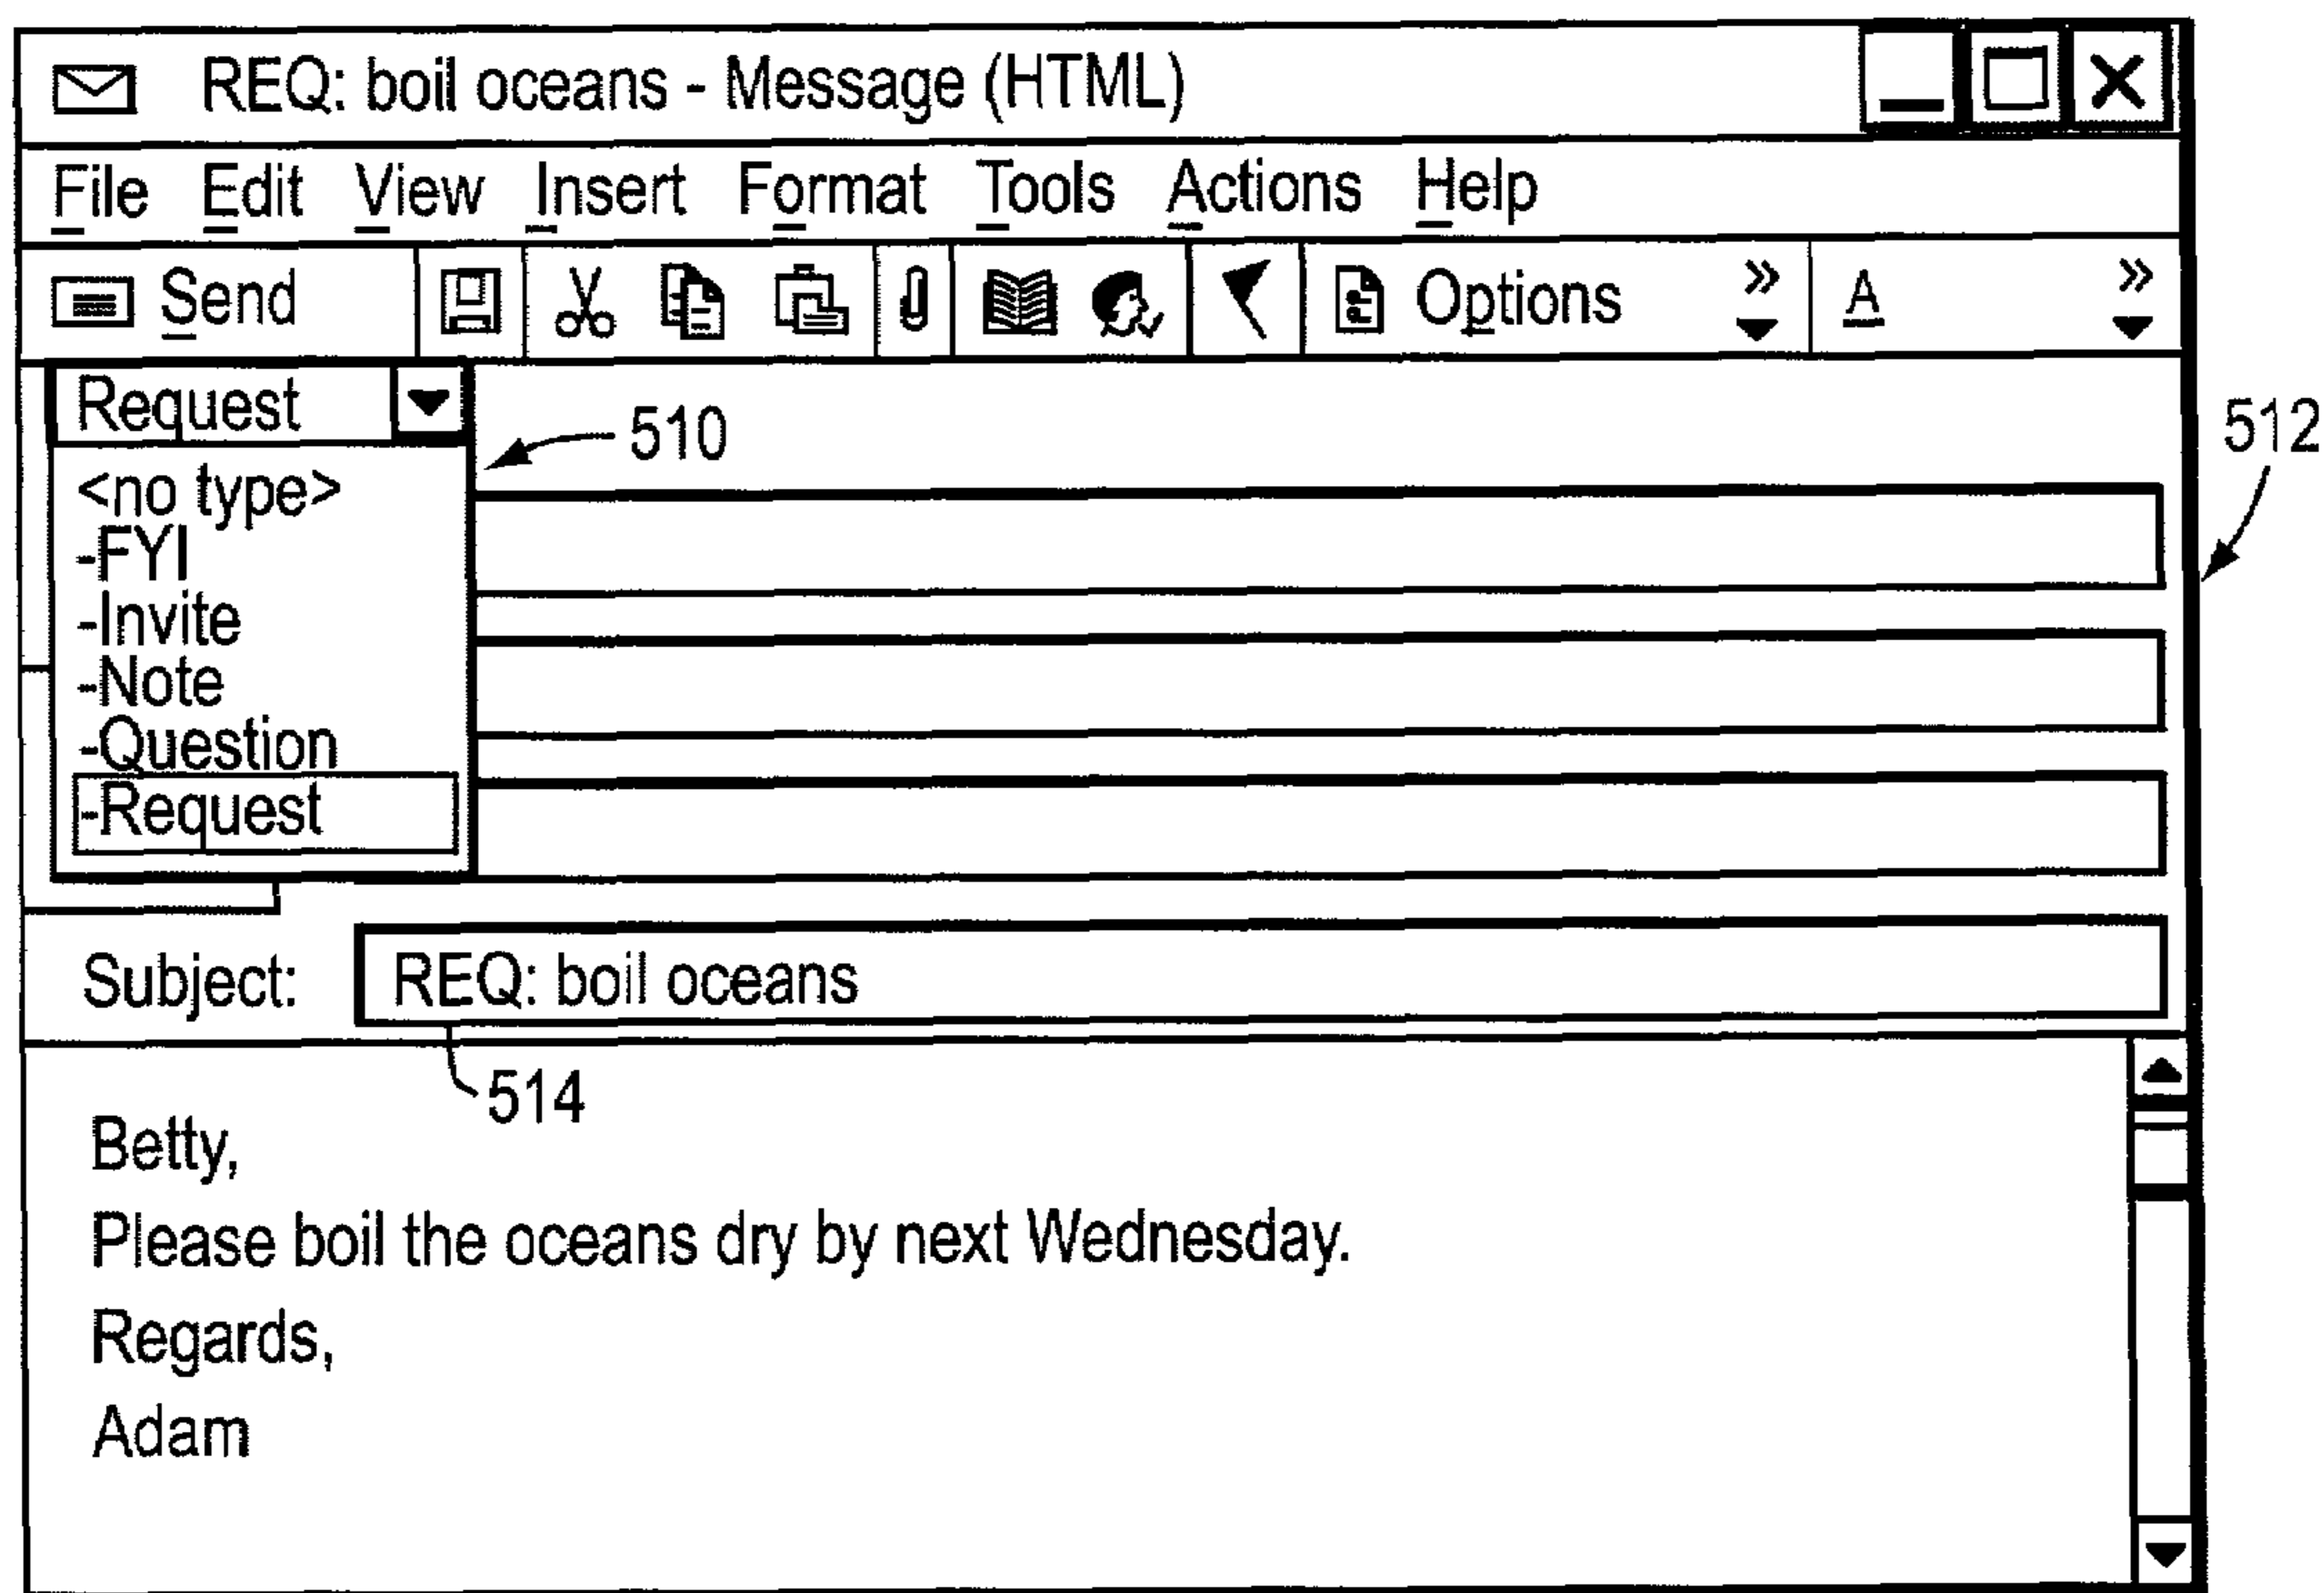 REQ: boil oceans - Message (HTML)
File Edit View Insert Format Tools Actions Help
Send Options A
Request
510
512
<no type>
-FYI
-Invite
-Note
-Question
-Request
Subject: REQ: boil oceans
514
Betty,
Please boil the oceans dry by next Wednesday.
Regards,
Adam